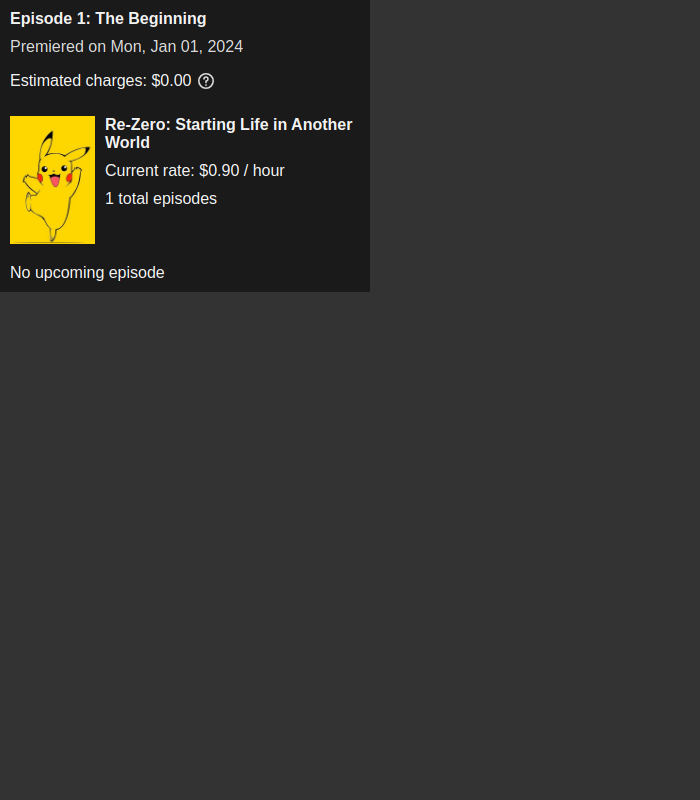 Episode 1: The Beginning
Premiered on Mon, Jan 01, 2024
Estimated charges: $0.00
Re-Zero: Starting Life in Another
World
Current rate: $0.90 / hour
1 total episodes
No upcoming episode